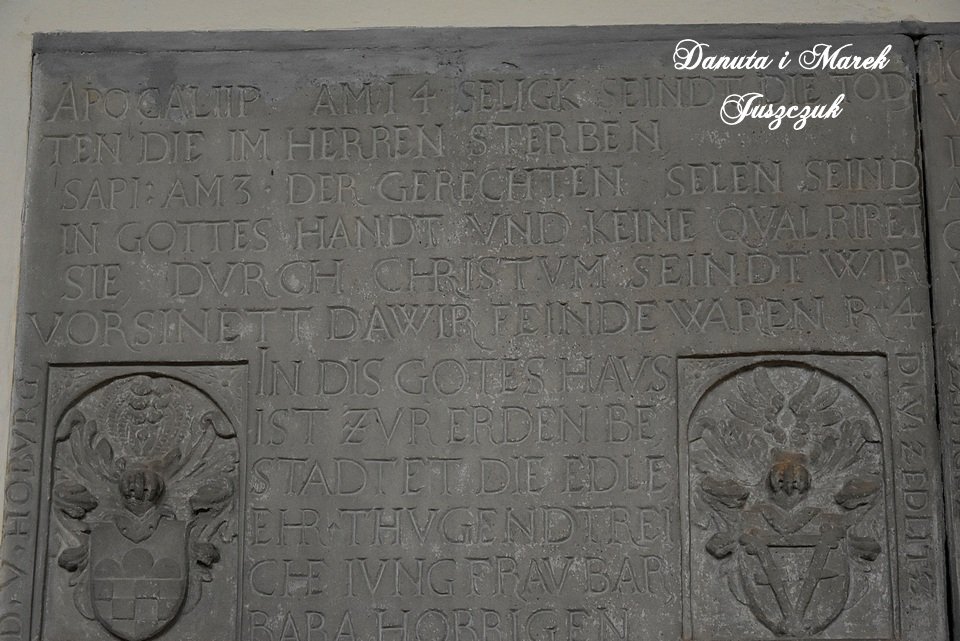 Danuta i Marek
Juszczuk
APOCALIIP AM 14 SELIGK SEINDT DIE TOD
TEN DIE IM HERREN STERBEN
SAPI: AM 3 · DER GERECHTEN SELEN SEIND
IN GOTTES HANDT VND KEINE QVAL RIPET
SIE DVRCH CHRISTVM SEINDT WIR
VORSINETT DA WIR FEINDE WAREN R· 4
IN DIS GOTES HAVS
IST ZVR ERDEN BE
STADTET DIE EDLE
EHR·THVGENDTREI
CHE IVNGFRAV BAR
BARA HOBRIGEN
D F V · HOBVRG
D V Z EDELT